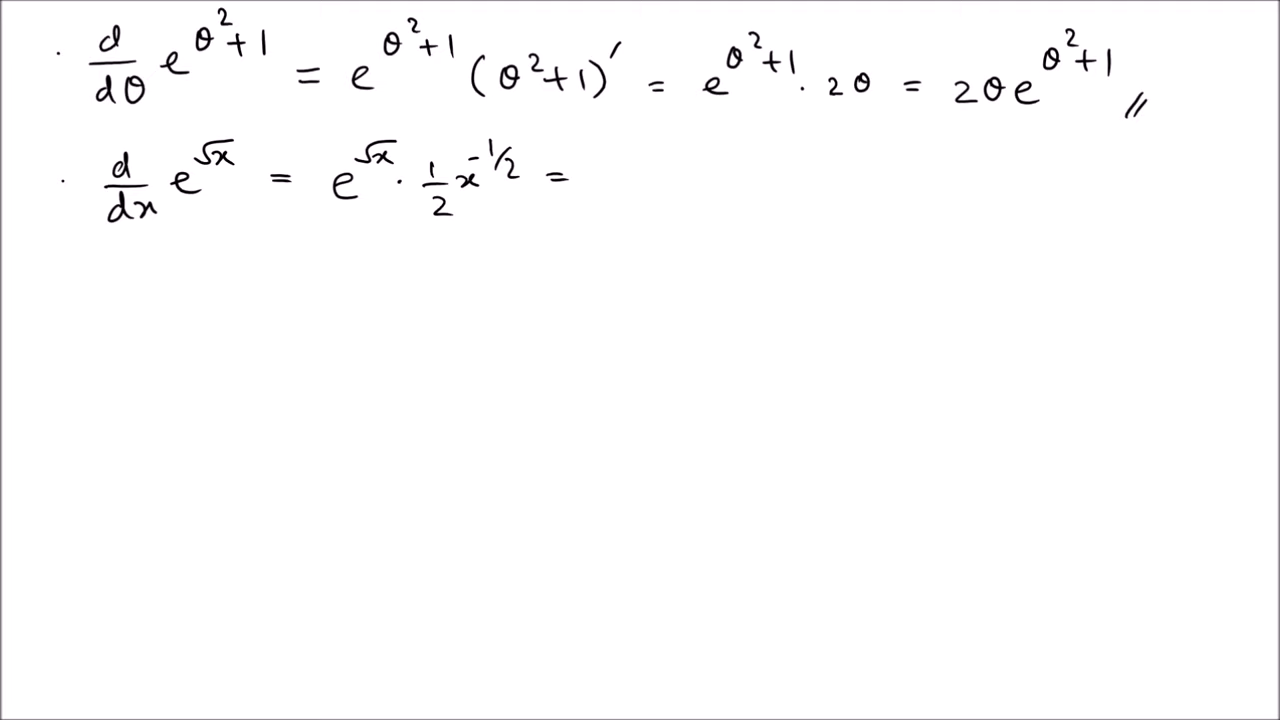 · d/dθ e^{θ²+1} = e^{θ²+1} (θ²+1)′ = e^{θ²+1} · 2θ = 2θe^{θ²+1} //
· d/dx e^{√x} = e^{√x} · 1/2 x^{-1/2} =